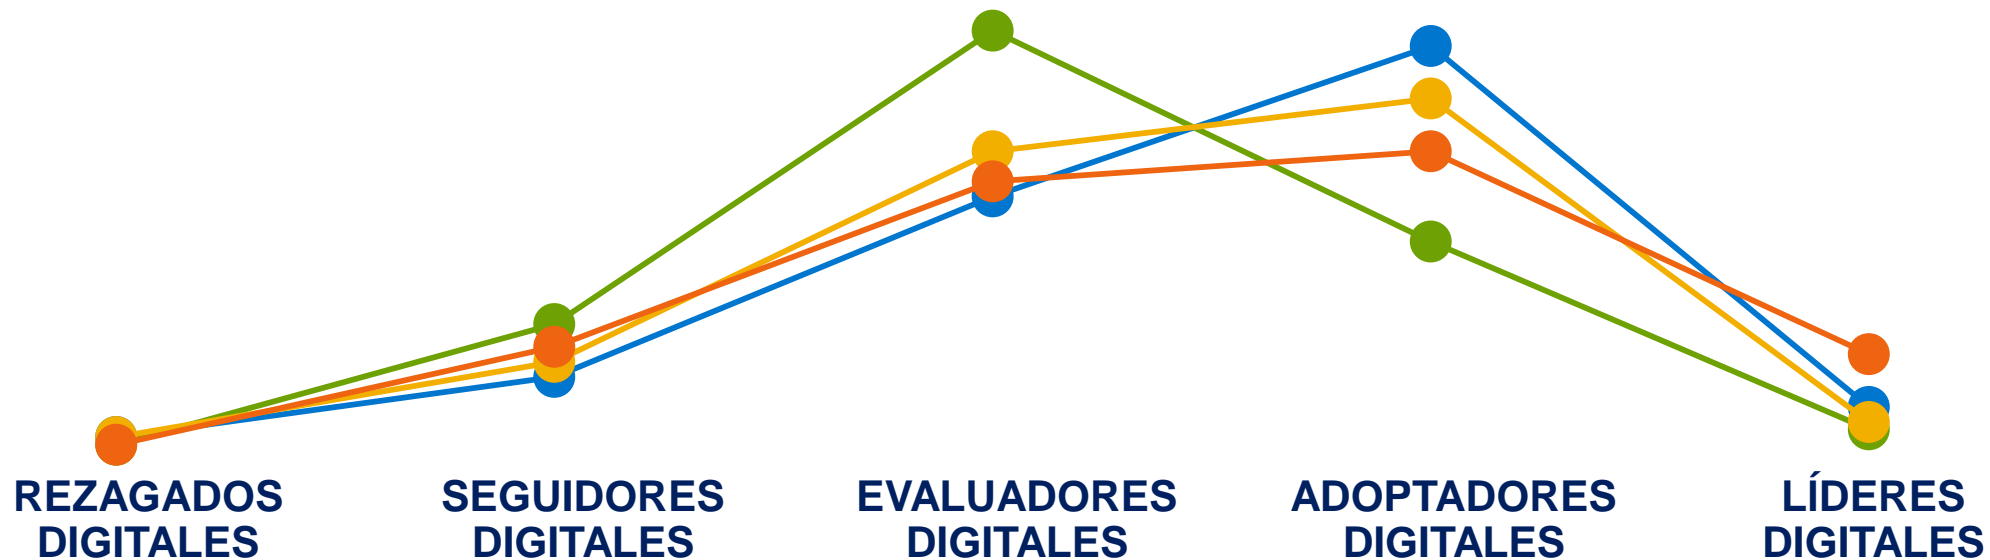 REZAGADOS
DIGITALES
SEGUIDORES
DIGITALES
EVALUADORES
DIGITALES
ADOPTADORES
DIGITALES
LÍDERES
DIGITALES